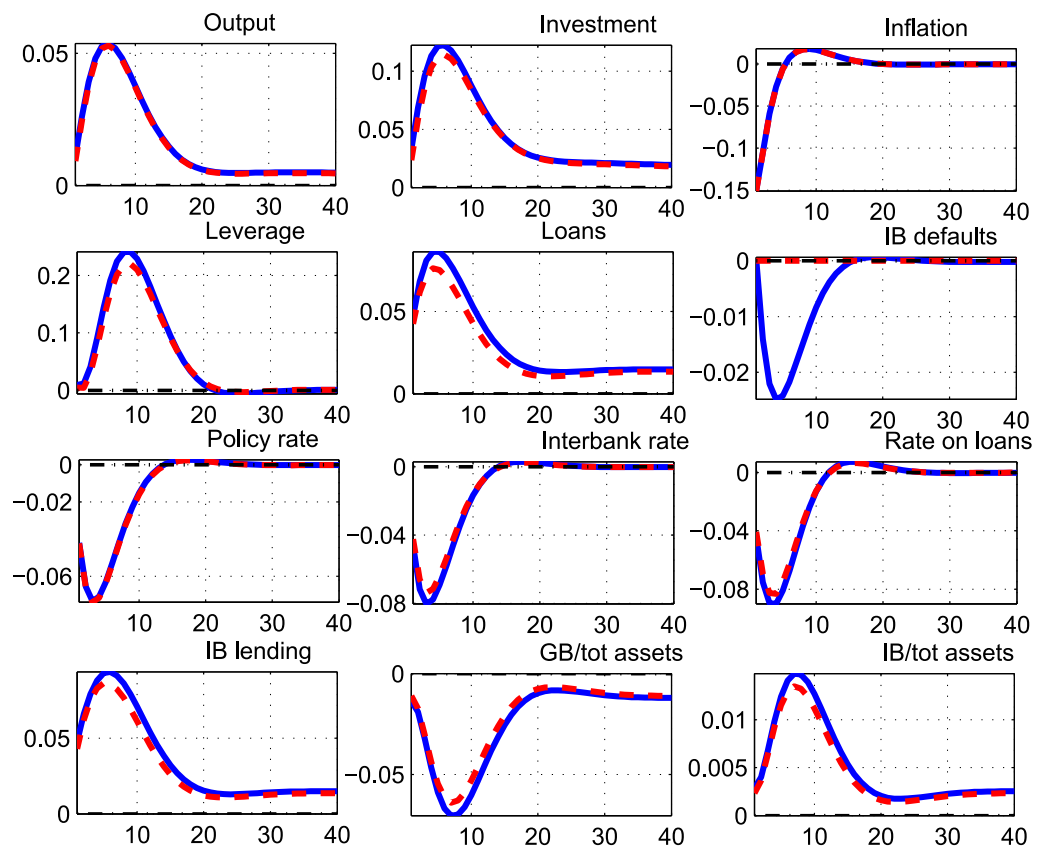 Output
0.05
0
10 20 30 40
Investment
0.1
0.05
0
10 20 30 40
Inflation
0
−0.05
−0.1
−0.15
10 20 30 40
Leverage
0.2
0.1
0
10 20 30 40
Loans
0.05
0
10 20 30 40
IB defaults
0
−0.01
−0.02
10 20 30 40
Policy rate
0
−0.02
−0.06
10 20 30 40
Interbank rate
0
−0.04
−0.08
10 20 30 40
Rate on loans
0
−0.04
−0.08
10 20 30 40
IB lending
0.05
0
10 20 30 40
GB/tot assets
0
−0.05
10 20 30 40
IB/tot assets
0.01
0.005
0
10 20 30 40